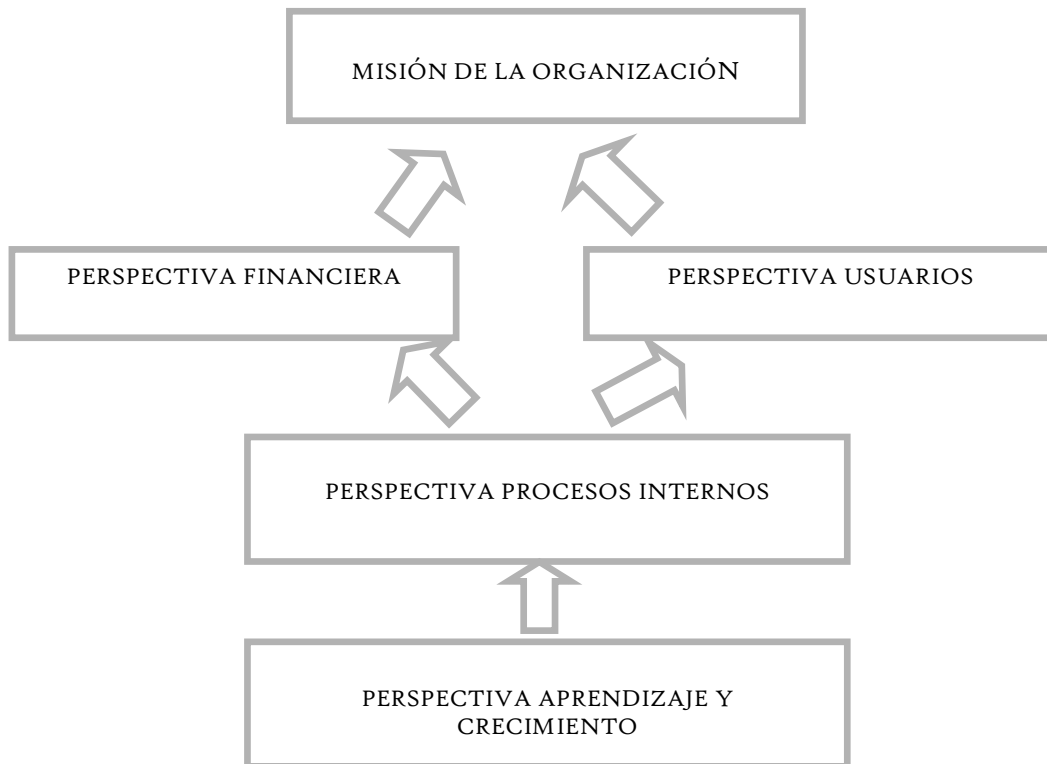 MISIÓN DE LA ORGANIZACIÓN
PERSPECTIVA FINANCIERA
PERSPECTIVA USUARIOS
PERSPECTIVA PROCESOS INTERNOS
PERSPECTIVA APRENDIZAJE Y
CRECIMIENTO